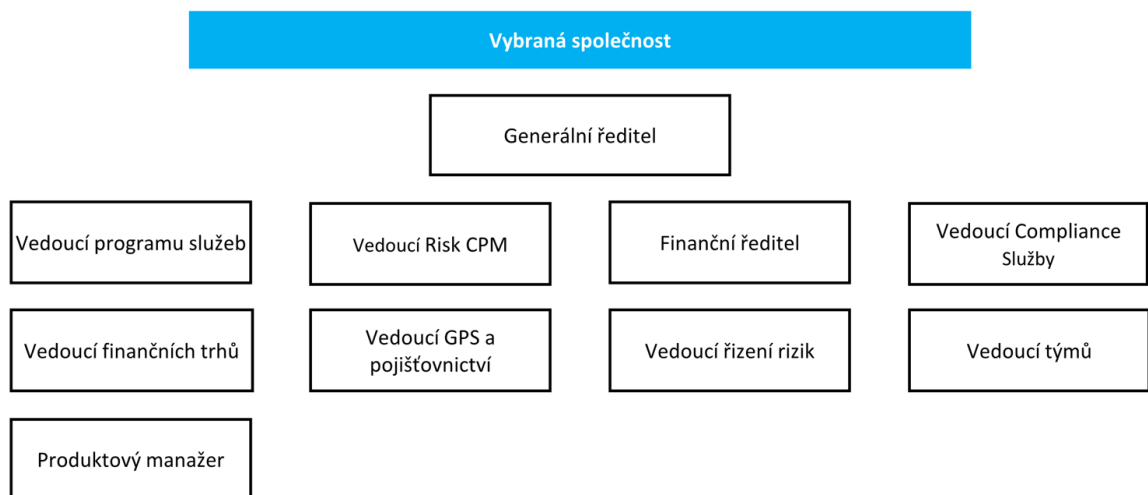 Vybraná společnost
Generální ředitel
Vedoucí programu služeb
Vedoucí Risk CPM
Finanční ředitel
Vedoucí Compliance
Služby
Vedoucí finančních trhů
Vedoucí GPS a
pojišťovnictví
Vedoucí řizení rizik
Vedoucí týmů
Produktový manažer